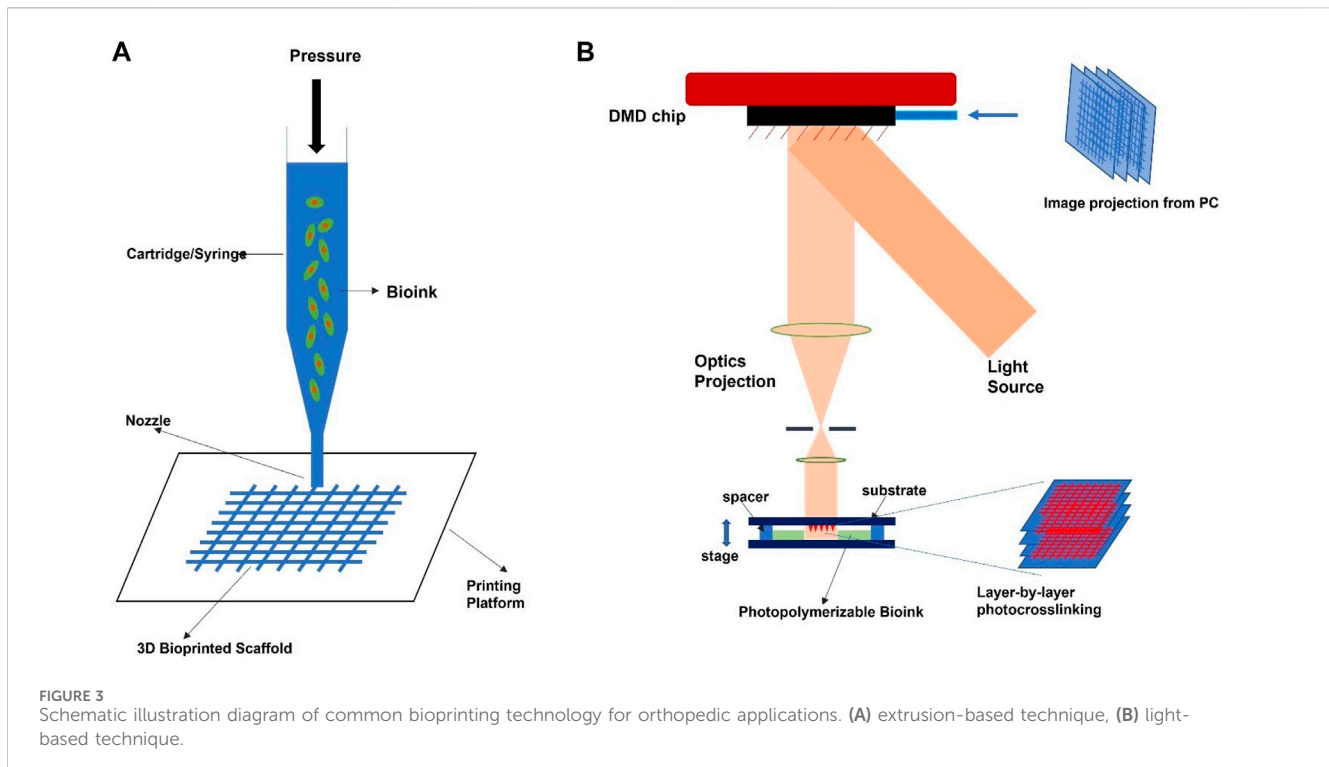 A
Pressure
Cartridge/Syringe
Bioink
Nozzle
Printing
Platform
3D Bioprinted Scaffold
B
DMD chip
Image projection from PC
Optics
Projection
Light
Source
spacer
substrate
stage
Photopolymerizable Bioink
Layer-by-layer
photocrosslinking
FIGURE 3
Schematic illustration diagram of common bioprinting technology for orthopedic applications. (A) extrusion-based technique, (B) light-
based technique.